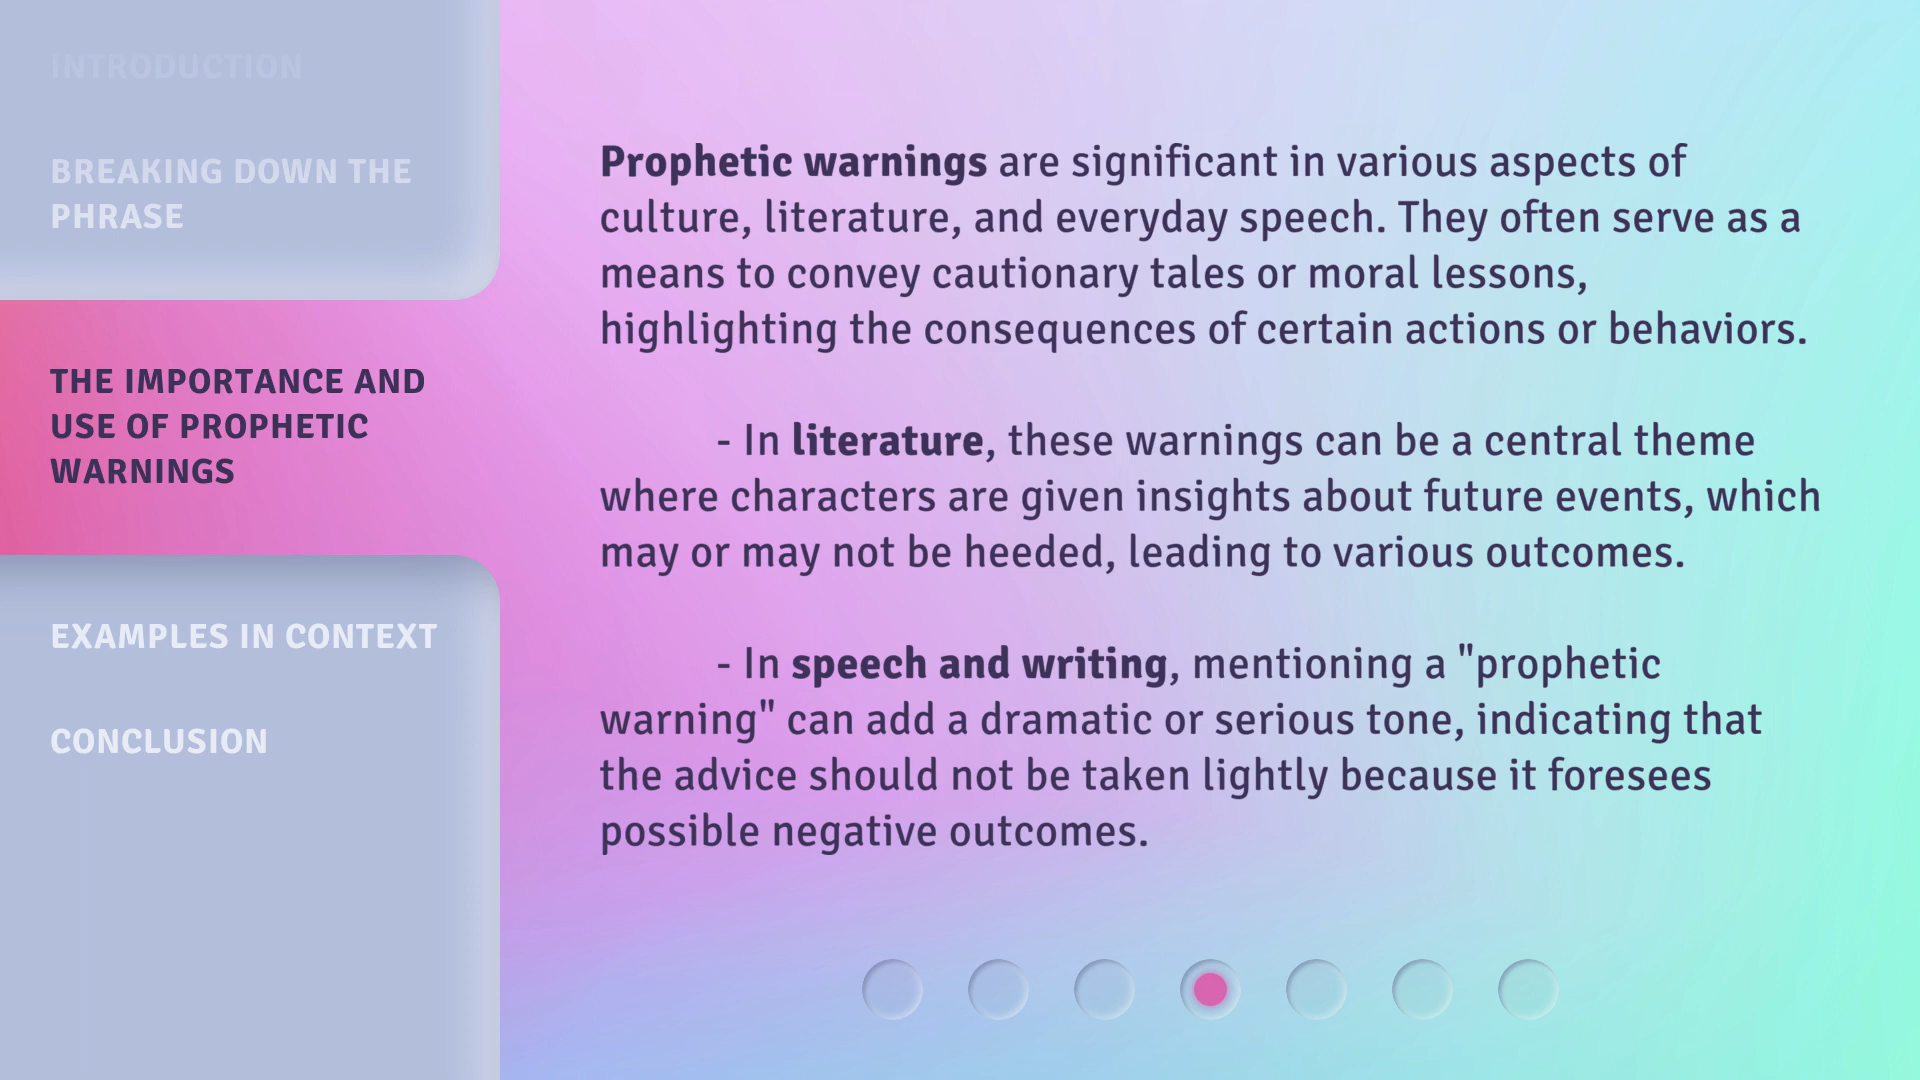 INTRODUCTION
BREAKING DOWN THE
PHRASE
THE IMPORTANCE AND
USE OF PROPHETIC
WARNINGS
EXAMPLES IN CONTEXT
CONCLUSION
Prophetic warnings are significant in various aspects of
culture, literature, and everyday speech. They often serve as a
means to convey cautionary tales or moral lessons,
highlighting the consequences of certain actions or behaviors.
- In literature, these warnings can be a central theme
where characters are given insights about future events, which
may or may not be heeded, leading to various outcomes.
- In speech and writing, mentioning a "prophetic
warning" can add a dramatic or serious tone, indicating that
the advice should not be taken lightly because it foresees
possible negative outcomes.